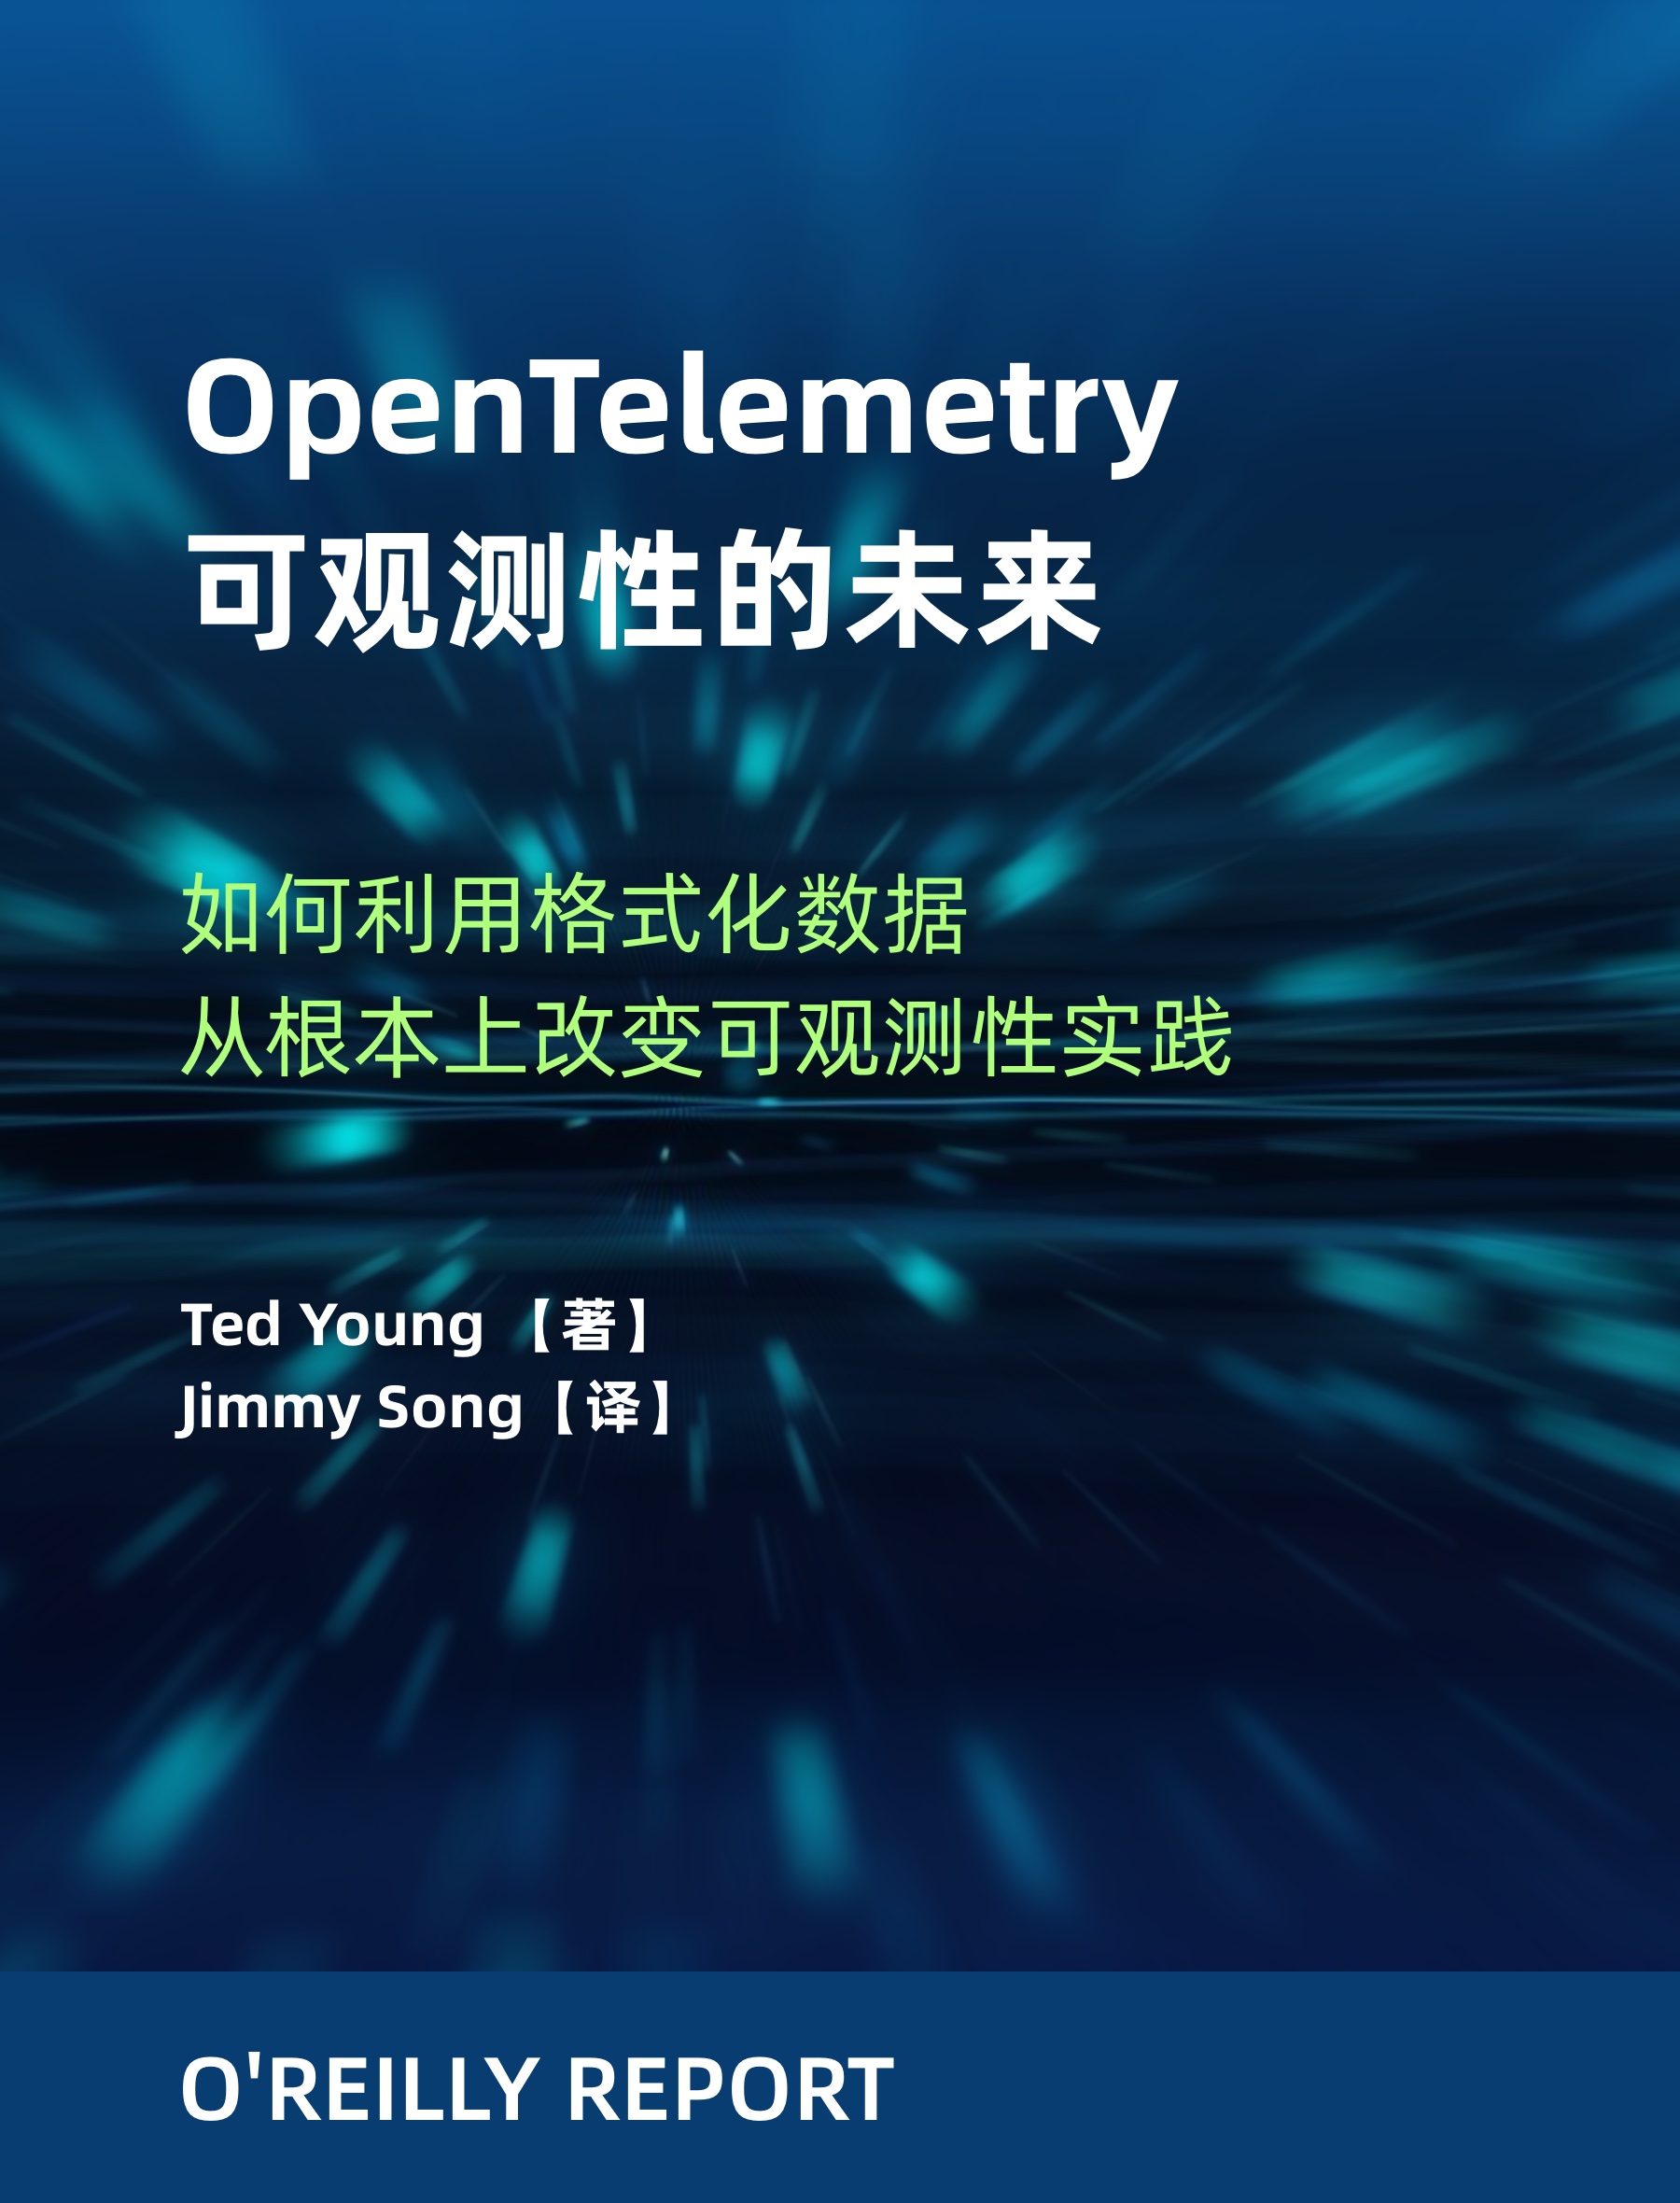 OpenTelemetry
可观测性的未来
如何利用格式化数据
从根本上改变可观测性实践
Ted Young 【著】
Jimmy Song【译】
O'REILLY REPORT